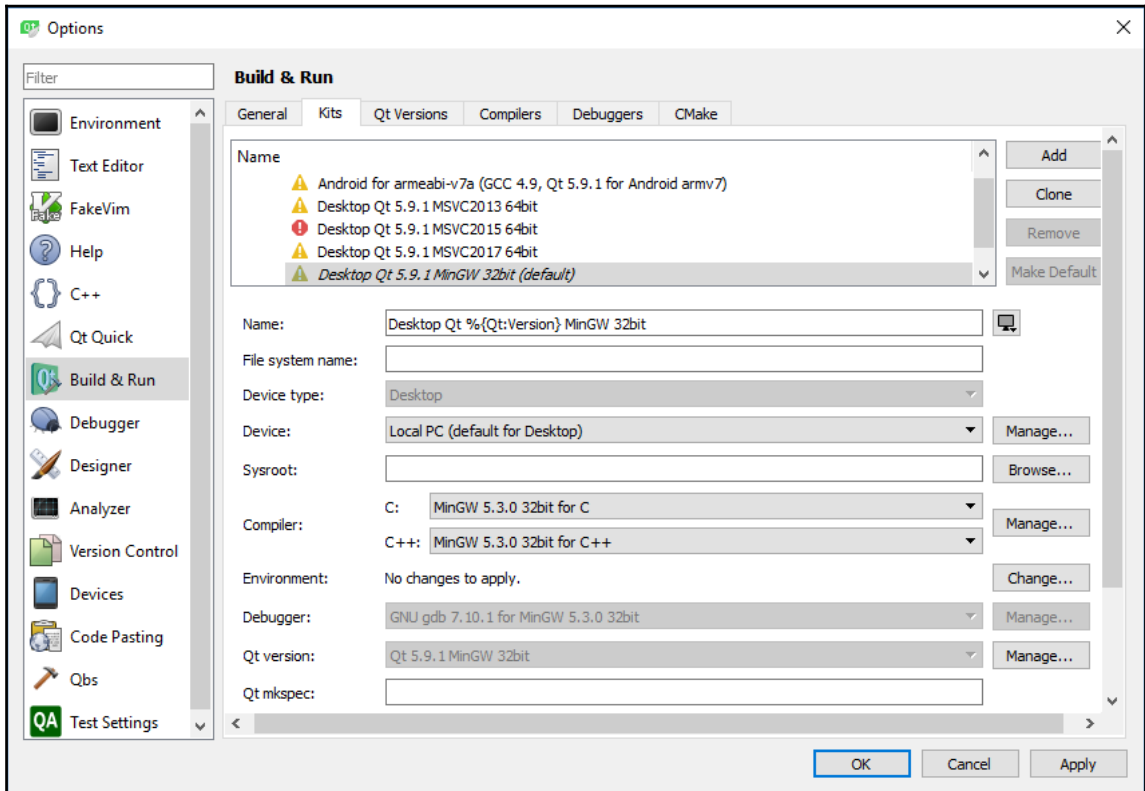 Options
Filter
Environment
Text Editor
FakeVim
Help
C++
Qt Quick
Build & Run
Debugger
Designer
Analyzer
Version Control
Devices
Code Pasting
Qbs
QA Test Settings
Build & Run
General Kits Qt Versions Compilers Debuggers CMake
Name
Android for armeabi-v7a (GCC 4.9, Qt 5.9.1 for Android armv7)
Desktop Qt 5.9.1 MSVC2013 64bit
Desktop Qt 5.9.1 MSVC2015 64bit
Desktop Qt 5.9.1 MSVC2017 64bit
Desktop Qt 5.9.1 MinGW 32bit (default)
Add
Clone
Remove
Make Default
Name: Desktop Qt %{Qt:Version} MinGW 32bit
File system name:
Device type: Desktop
Device: Local PC (default for Desktop) Manage...
Sysroot: Browse...
Compiler: C: MinGW 5.3.0 32bit for C
C++: MinGW 5.3.0 32bit for C++ Manage...
Environment: No changes to apply. Change...
Debugger: GNU gdb 7.10.1 for MinGW 5.3.0 32bit Manage...
Qt version: Qt 5.9.1 MinGW 32bit Manage...
Qt mkspec:
OK Cancel Apply